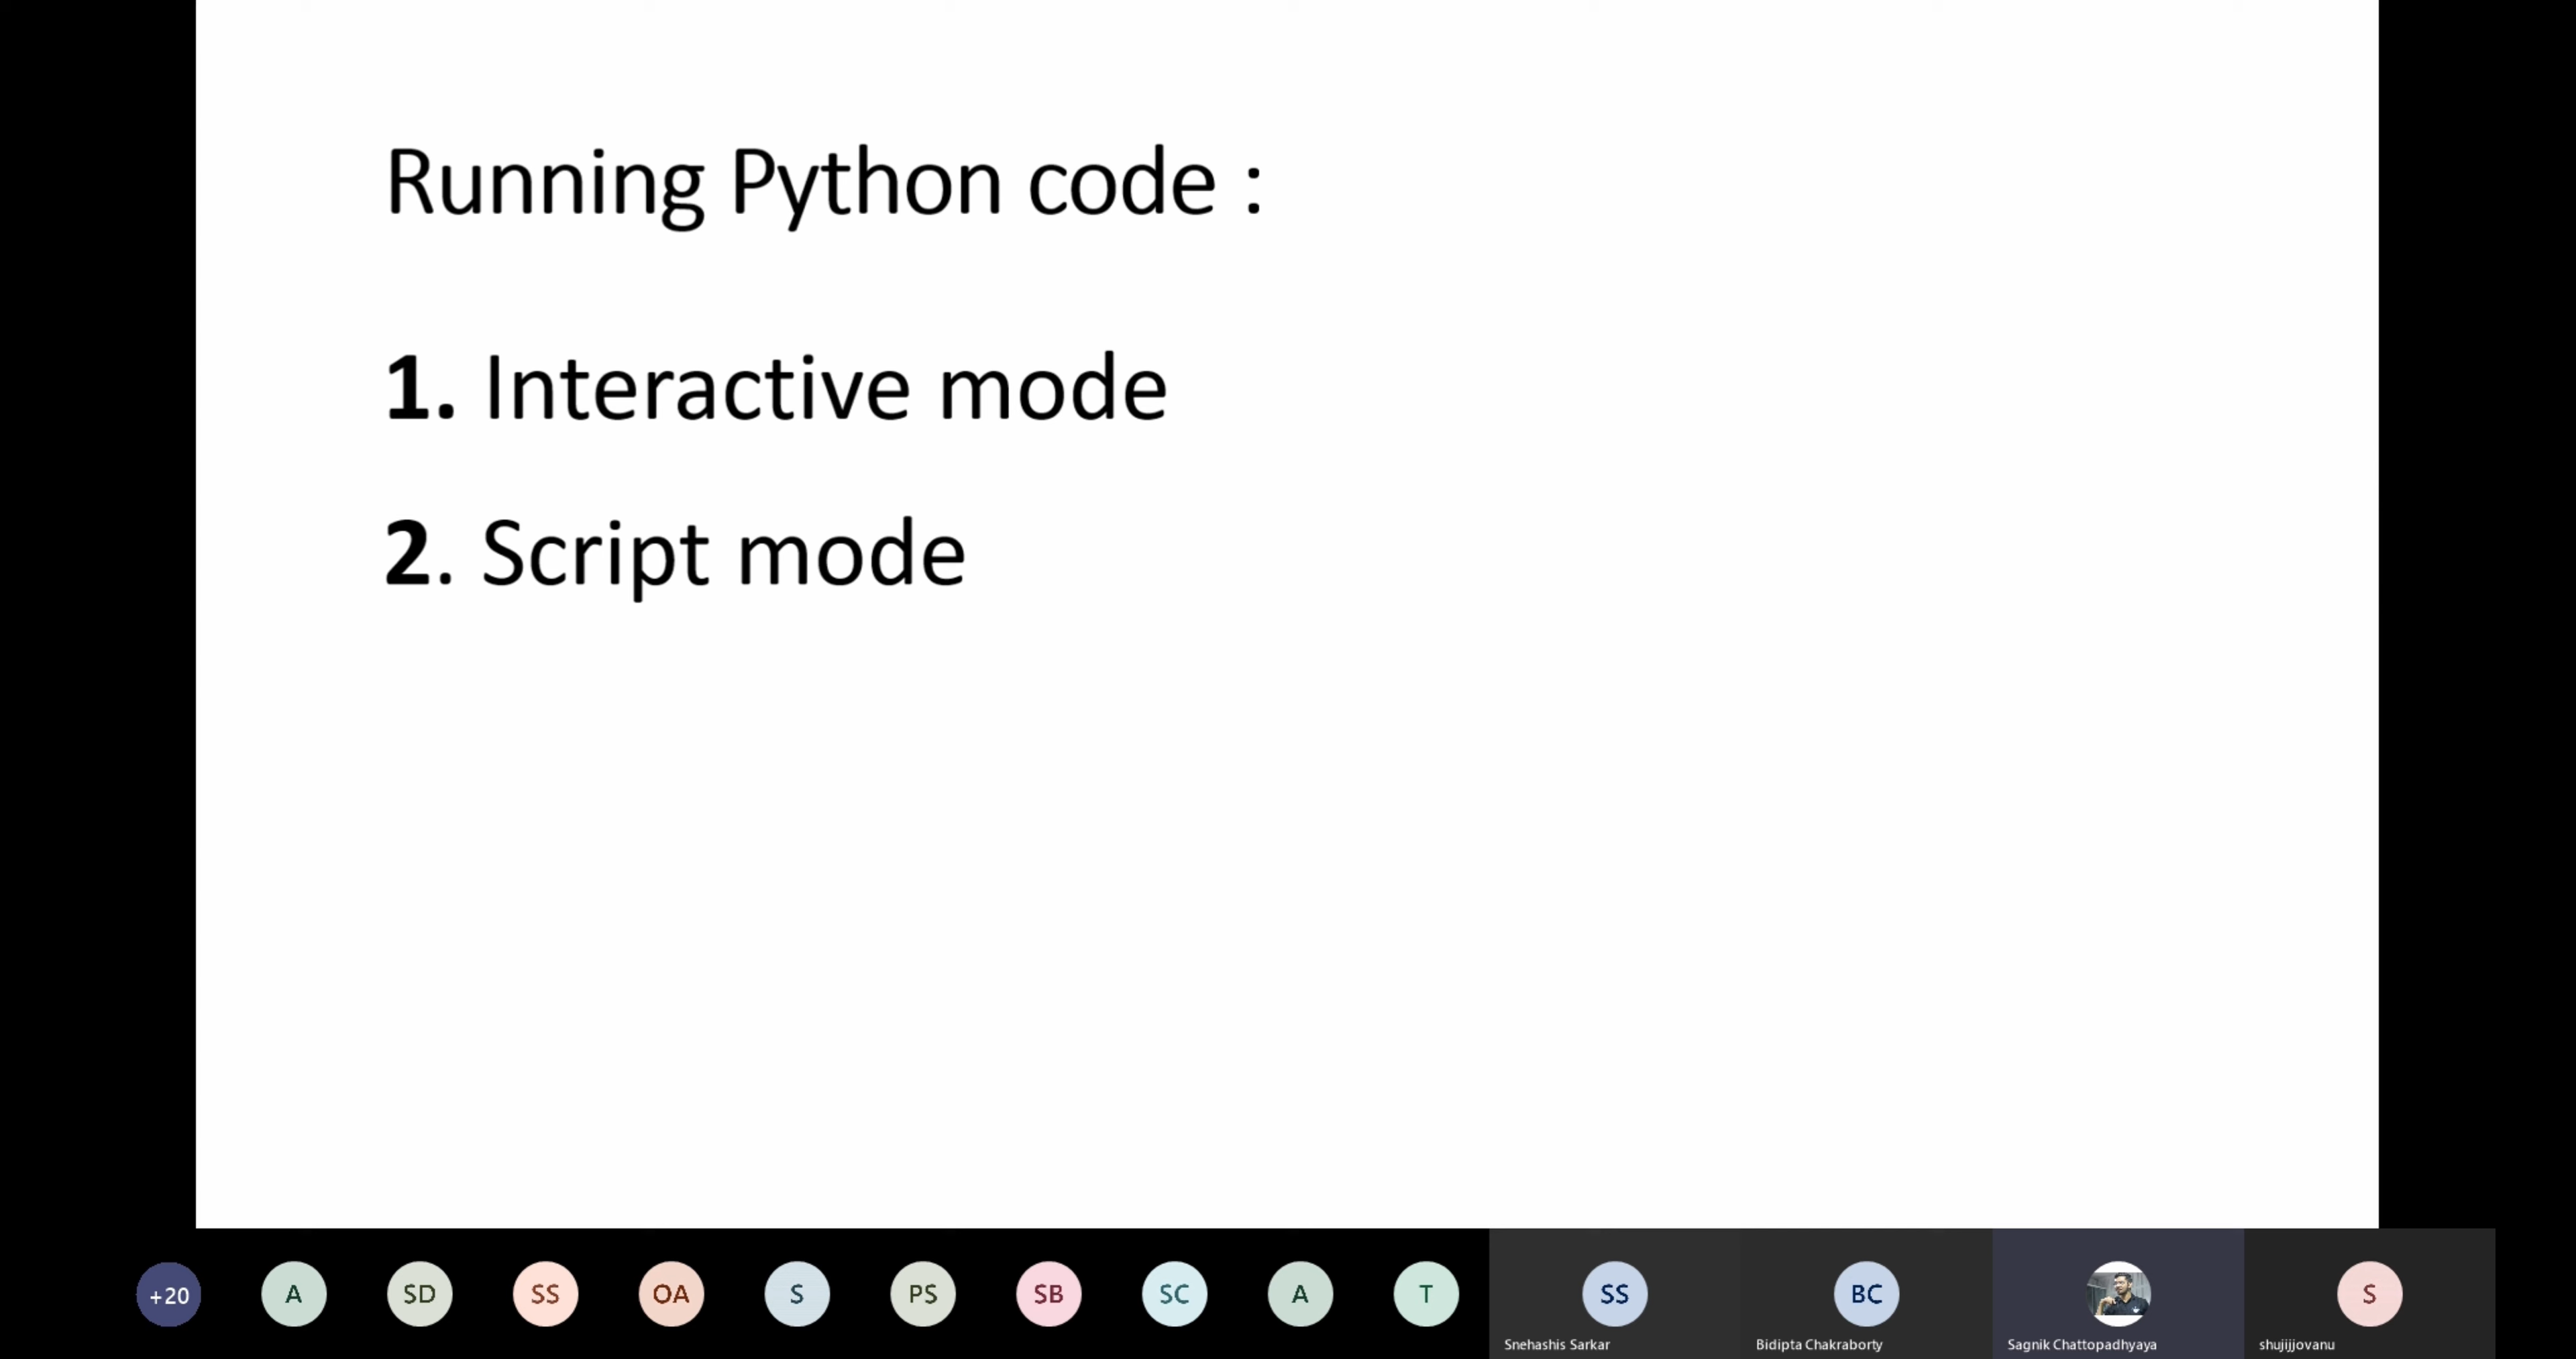 Running Python code :
1. Interactive mode
2. Script mode
+20
A
SD
SS
OA
S
PS
SB
SC
A
T
SS
BC
S
Snehashis Sarkar
Bidipta Chakraborty
Sagnik Chattopadhyaya
shujijjovanu